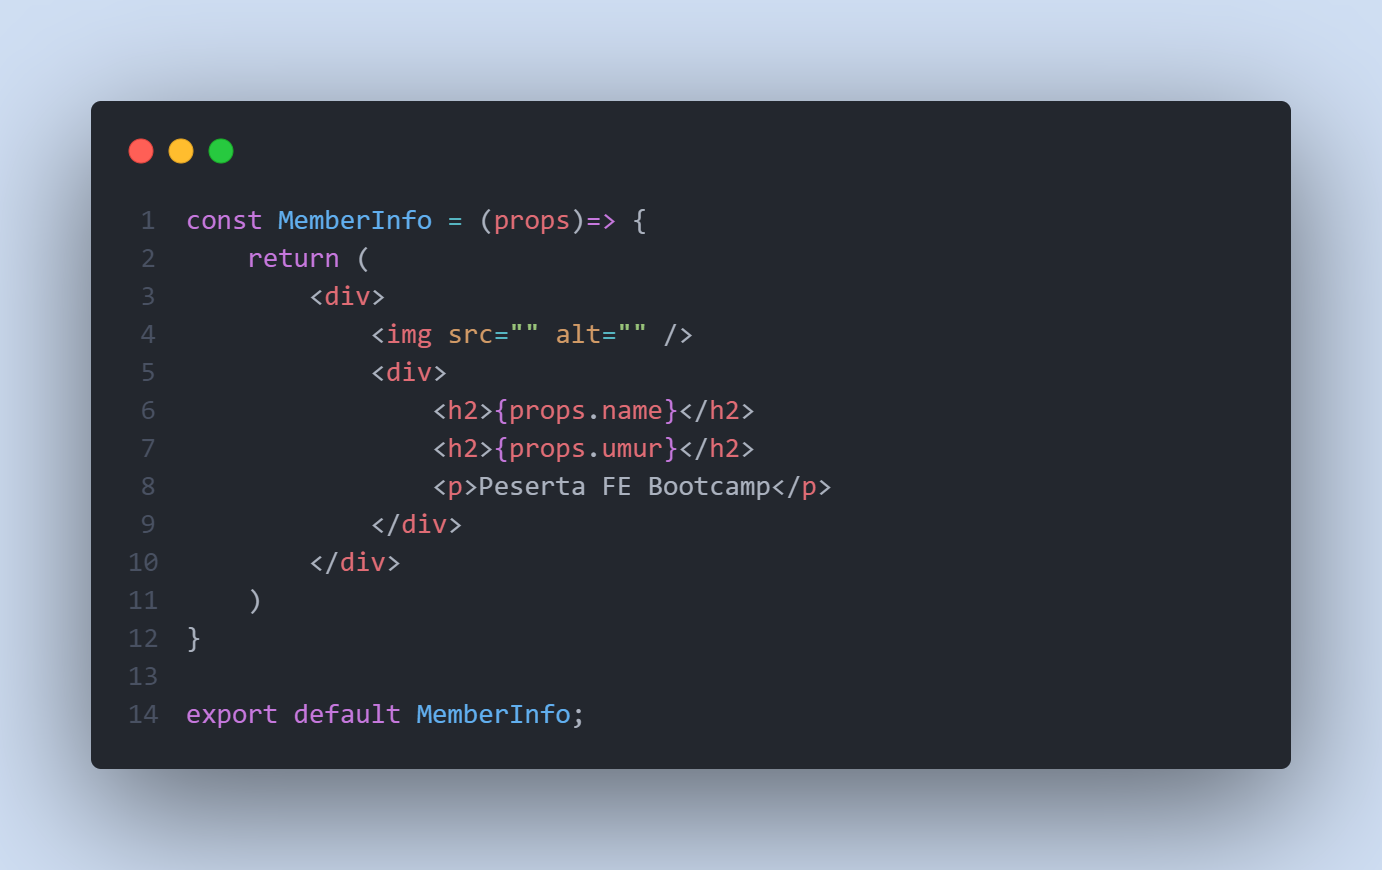 1 const MemberInfo = (props)=> {
2     return (
3         <div>
4             <img src="" alt="" />
5             <div>
6                 <h2>{props.name}</h2>
7                 <h2>{props.umur}</h2>
8                 <p>Peserta FE Bootcamp</p>
9             </div>
10         </div>
11     )
12 }
13
14 export default MemberInfo;